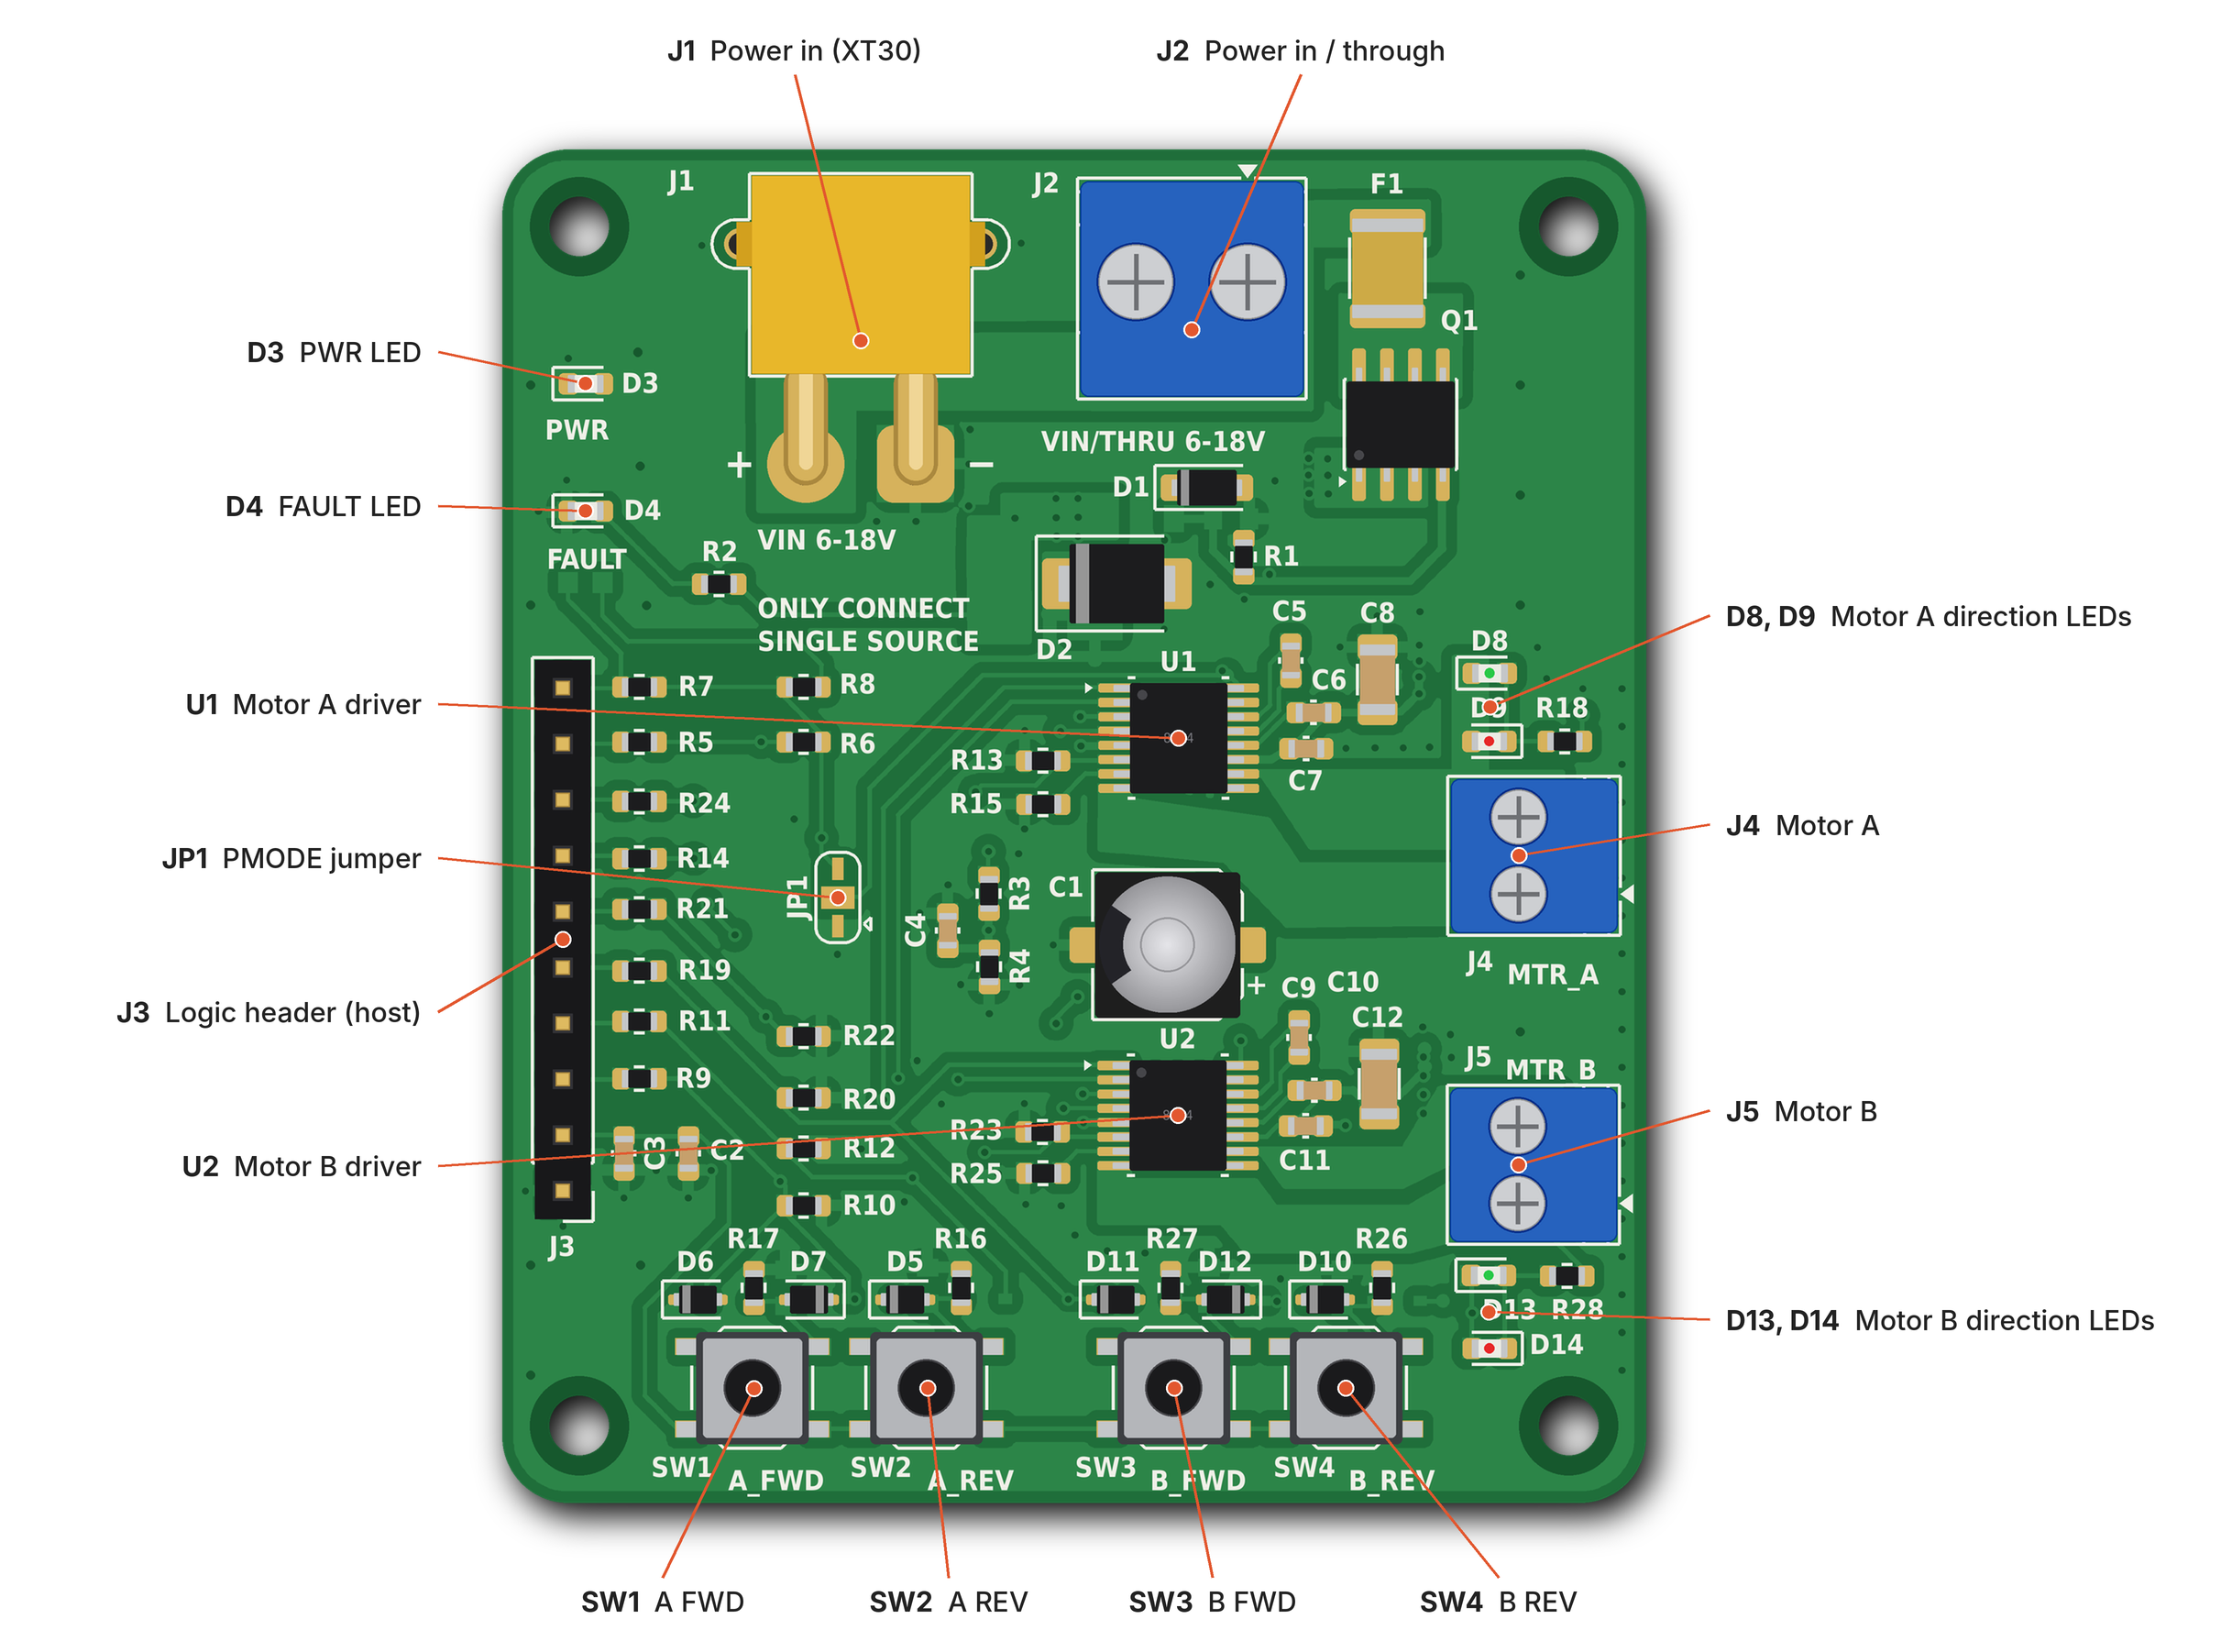 J1 Power in (XT30)
J2 Power in / through
J1
J2
F1
Q1
D3 PWR LED
D3
PWR
+
−
VIN/THRU 6-18V
D1
D4 FAULT LED
D4
FAULT
VIN 6-18V
R2
R1
ONLY CONNECT
SINGLE SOURCE
D2
C5
C8
D8, D9 Motor A direction LEDs
D8
U1
C6
D9
R18
U1 Motor A driver
R7
R8
R5
R6
R13
C7
R24
R15
J4 Motor A
JP1 PMODE jumper
R14
JP1
R3
C1
R21
C4
R4
J4
MTR_A
R19
+
C9
C10
J3 Logic header (host)
R11
R22
U2
C12
J5
MTR_B
R9
R20
J5 Motor B
R23
U2 Motor B driver
C3
C2
R12
R25
C11
R10
J3
R17
R16
R27
R26
D6
D7
D5
D11
D12
D10
D13
R28
D13, D14 Motor B direction LEDs
D14
SW1
A_FWD
SW2
A_REV
SW3
B_FWD
SW4
B_REV
SW1 A FWD
SW2 A REV
SW3 B FWD
SW4 B REV